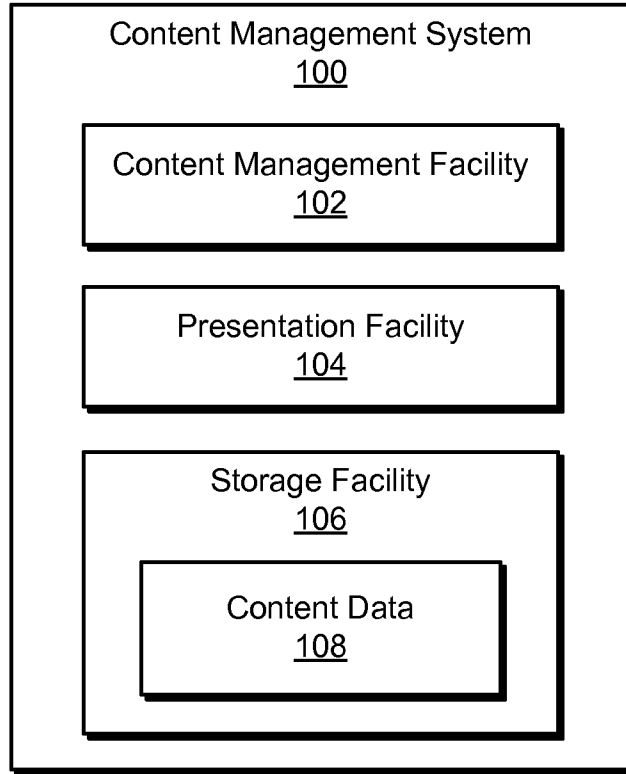 Content Management System
100
Content Management Facility
102
Presentation Facility
104
Storage Facility
106
Content Data
108